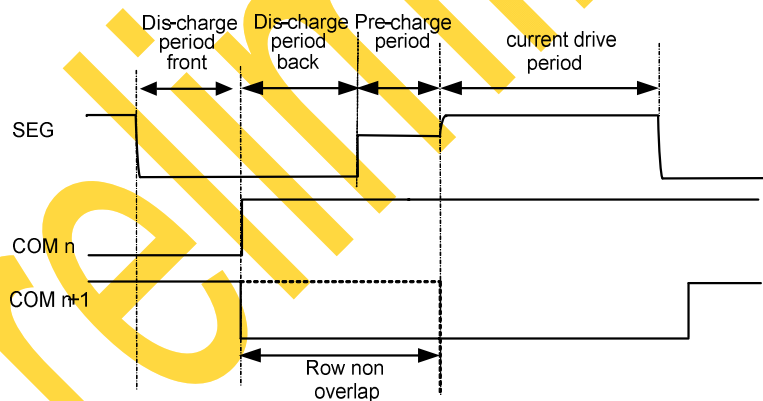 Dis-charge period front
Dis-charge period back
Pre-charge period
current drive period
SEG
COM n
COM n+1
Row non overlap